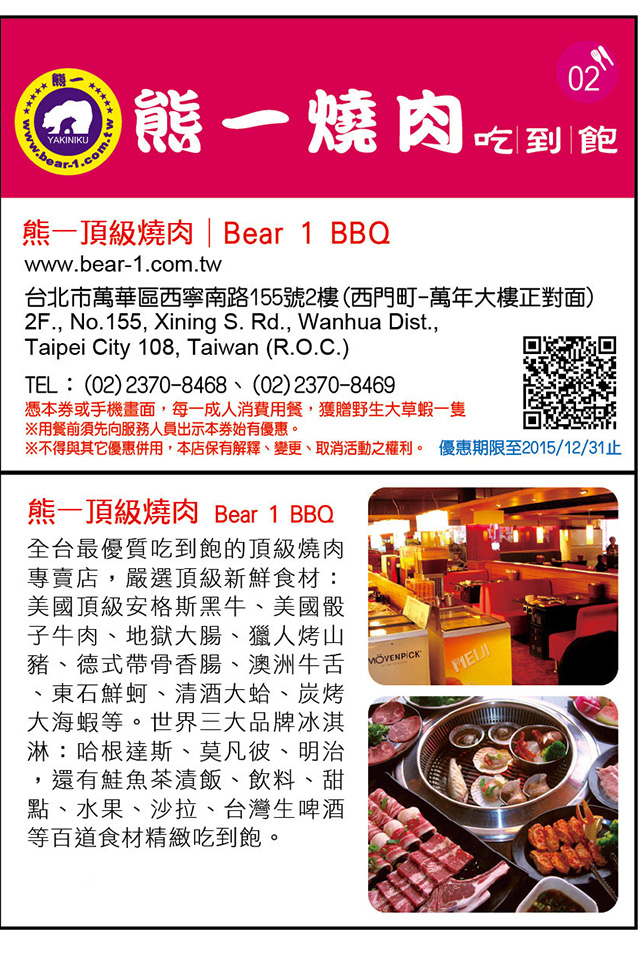 02
熊一
YAKINIKU
www.bear-1.com.tw
熊一燒肉 吃到飽
熊一頂級燒肉｜Bear 1 BBQ
www.bear-1.com.tw
台北市萬華區西寧南路155號2樓(西門町-萬年大樓正對面)
2F., No.155, Xining S. Rd., Wanhua Dist.,
Taipei City 108, Taiwan (R.O.C.)
TEL：(02)2370-8468、(02)2370-8469
憑本券或手機畫面，每一成人消費用餐，獲贈野生大草蝦一隻
※用餐前須先向服務人員出示本券始有優惠。
※不得與其它優惠併用，本店保有解釋、變更、取消活動之權利。 優惠期限至2015/12/31止
熊一頂級燒肉 Bear 1 BBQ
全台最優質吃到飽的頂級燒肉
專賣店，嚴選頂級新鮮食材：
美國頂級安格斯黑牛、美國骰
子牛肉、地獄大腸、獵人烤山
豬、德式帶骨香腸、澳洲牛舌
、東石鮮蚵、清酒大蛤、炭烤
大海蝦等。世界三大品牌冰淇
淋：哈根達斯、莫凡彼、明治
，還有鮭魚茶漬飯、飲料、甜
點、水果、沙拉、台灣生啤酒
等百道食材精緻吃到飽。
MÖVENPICK
MEIJI